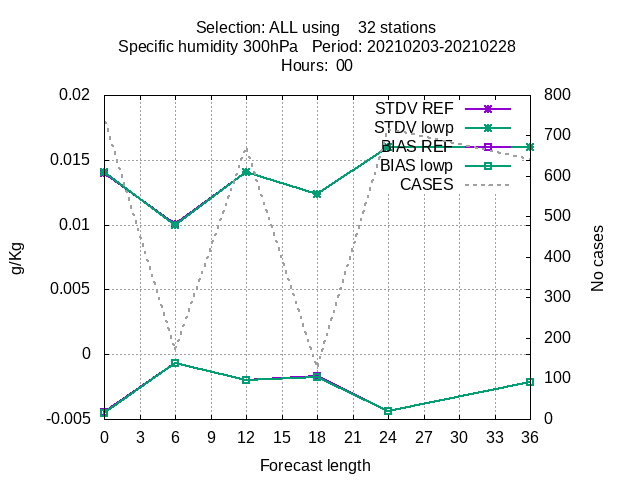 Selection: ALL using    32 stations
Specific humidity 300hPa   Period: 20210203-20210228
Hours:  00
STDV REF
STDV lowp
BIAS REF
BIAS lowp
CASES
0.02
0.015
0.01
0.005
0
-0.005
g/Kg
800
700
600
500
400
300
200
100
0
No cases
0 3 6 9 12 15 18 21 24 27 30 33 36
Forecast length